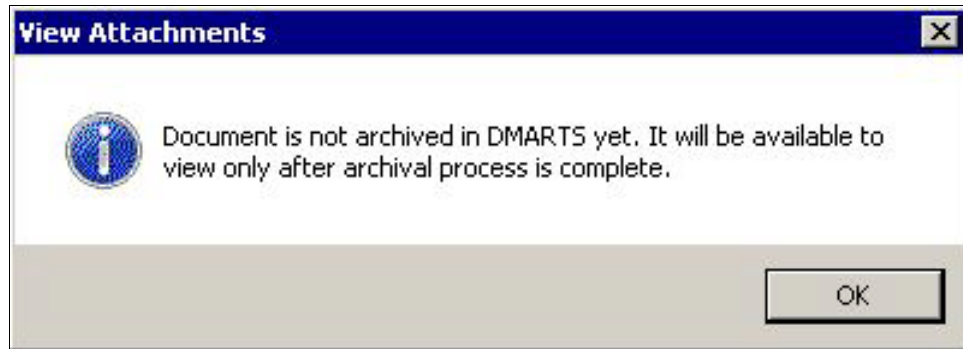 View Attachments
Document is not archived in DMARTS yet. It will be available to
view only after archival process is complete.
OK